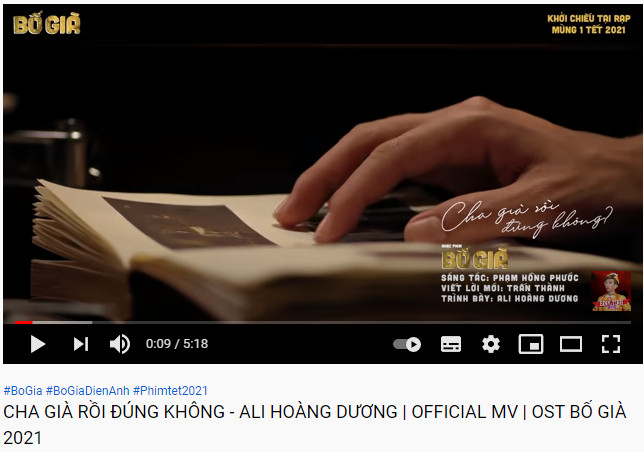 BỐ GIÀ
KHỞI CHIẾU TẠI RẠP
MÙNG 1 TẾT 2021
Cha già rồi
đúng không?
NHẠC PHIM
BỐ GIÀ
SÁNG TÁC: PHẠM HỒNG PHƯỚC
VIẾT LỜI MỚI: TRẤN THÀNH
TRÌNH BÀY: ALI HOÀNG DƯƠNG
0:09 / 5:18
#BoGia #BoGiaDienAnh #Phimtet2021
CHA GIÀ RỒI ĐÚNG KHÔNG - ALI HOÀNG DƯƠNG | OFFICIAL MV | OST BỐ GIÀ
2021